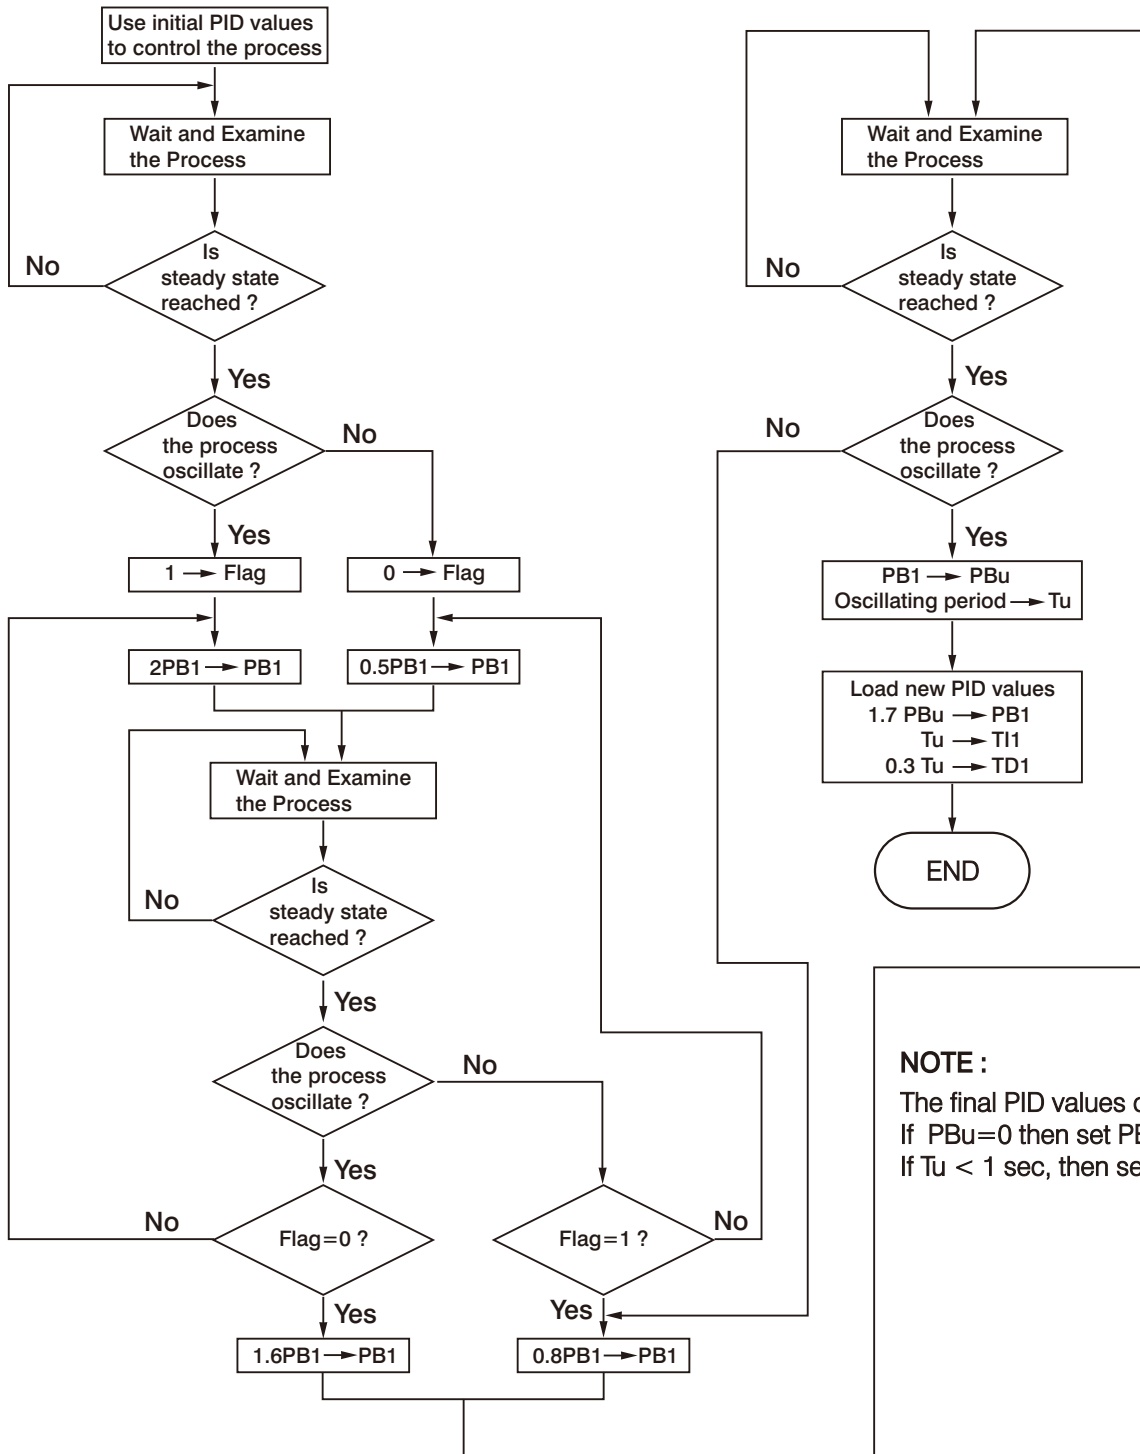 Use initial PID values
to control the process
Wait and Examine
the Process
Is
steady state
reached ?
No
Yes
Does
the process
oscillate ?
No
Yes
1 → Flag
0 → Flag
2PB1 → PB1
0.5PB1 → PB1
Wait and Examine
the Process
Is
steady state
reached ?
No
Yes
Does
the process
oscillate ?
No
Yes
Flag=0 ?
No
Yes
Flag=1 ?
No
Yes
1.6PB1 → PB1
0.8PB1 → PB1
Wait and Examine
the Process
Is
steady state
reached ?
No
Yes
Does
the process
oscillate ?
No
Yes
PB1 → PBu
Oscillating period → Tu
Load new PID values
1.7 PBu → PB1
Tu → TI1
0.3 Tu → TD1
END
NOTE :
The final PID values
If PBu=0 then set
If Tu < 1 sec, then